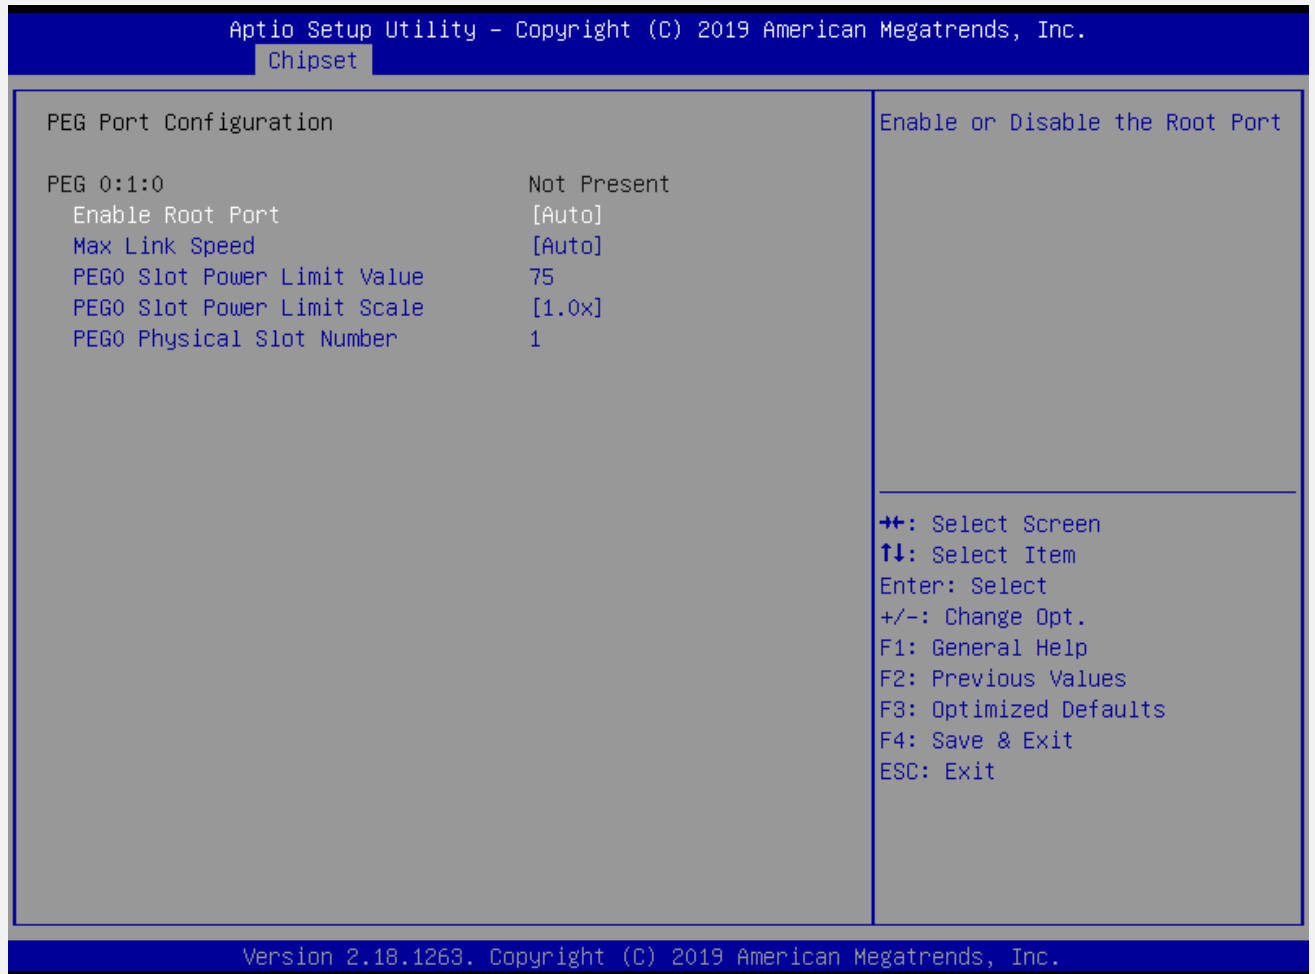 Aptio Setup Utility – Copyright (C) 2019 American Megatrends, Inc.
Chipset
PEG Port Configuration
PEG 0:1:0 Not Present
Enable Root Port [Auto]
Max Link Speed [Auto]
PEG0 Slot Power Limit Value 75
PEG0 Slot Power Limit Scale [1.0x]
PEG0 Physical Slot Number 1
Enable or Disable the Root Port
→←: Select Screen
↑↓: Select Item
Enter: Select
+/-: Change Opt.
F1: General Help
F2: Previous Values
F3: Optimized Defaults
F4: Save & Exit
ESC: Exit
Version 2.18.1263. Copyright (C) 2019 American Megatrends, Inc.